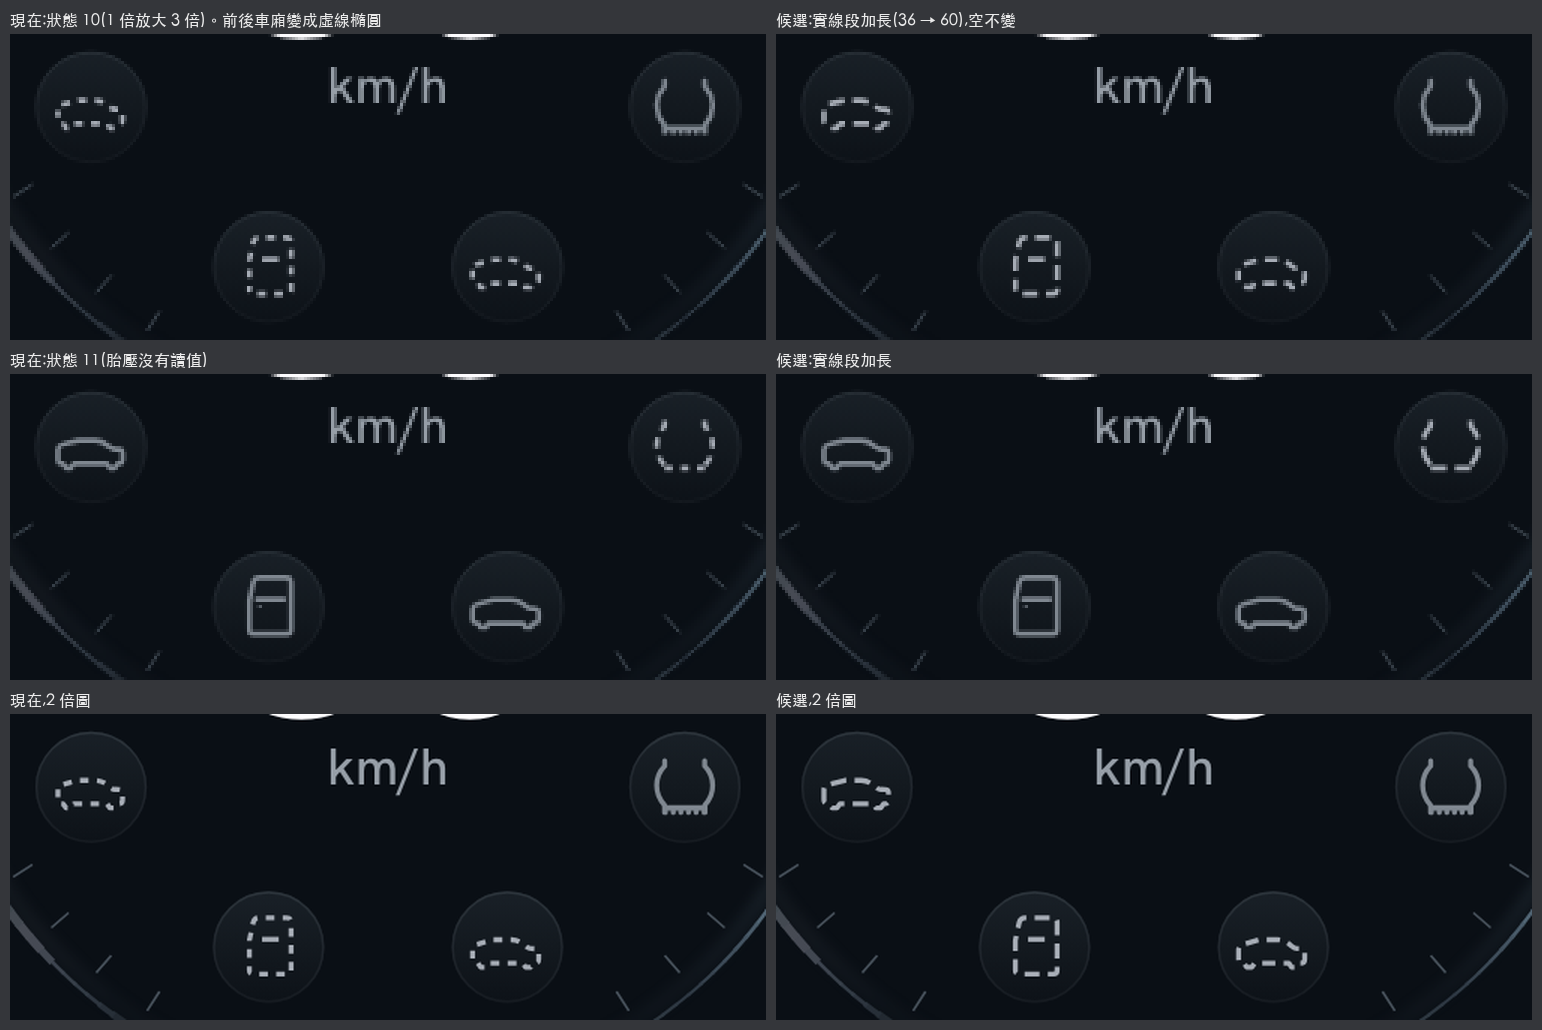 現在:狀態 10(1 倍放大 3 倍)。前後車廂變成虛線橢圓
候選:實線段加長(36 → 60),空不變
km/h
km/h
現在:狀態 11(胎壓沒有讀值)
候選:實線段加長
km/h
km/h
現在,2 倍圖
候選,2 倍圖
km/h
km/h